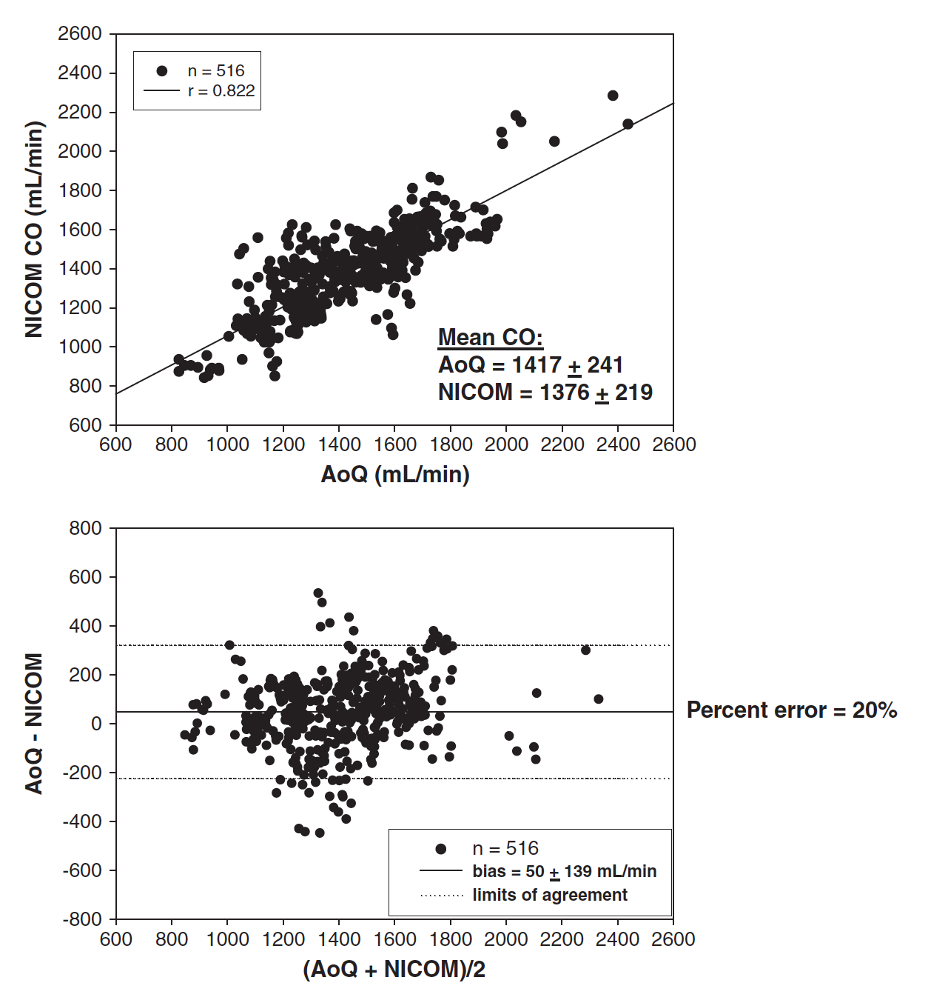 2600
2400
2200
2000
1800
1600
1400
1200
1000
800
600
NICOM CO (mL/min)
n = 516
r = 0.822
Mean CO:
AoQ = 1417 ± 241
NICOM = 1376 ± 219
600 800 1000 1200 1400 1600 1800 2000 2200 2400 2600
AoQ (mL/min)
800
600
400
200
0
-200
-400
-600
-800
AoQ - NICOM
Percent error = 20%
n = 516
bias = 50 ± 139 mL/min
limits of agreement
600 800 1000 1200 1400 1600 1800 2000 2200 2400 2600
(AoQ + NICOM)/2